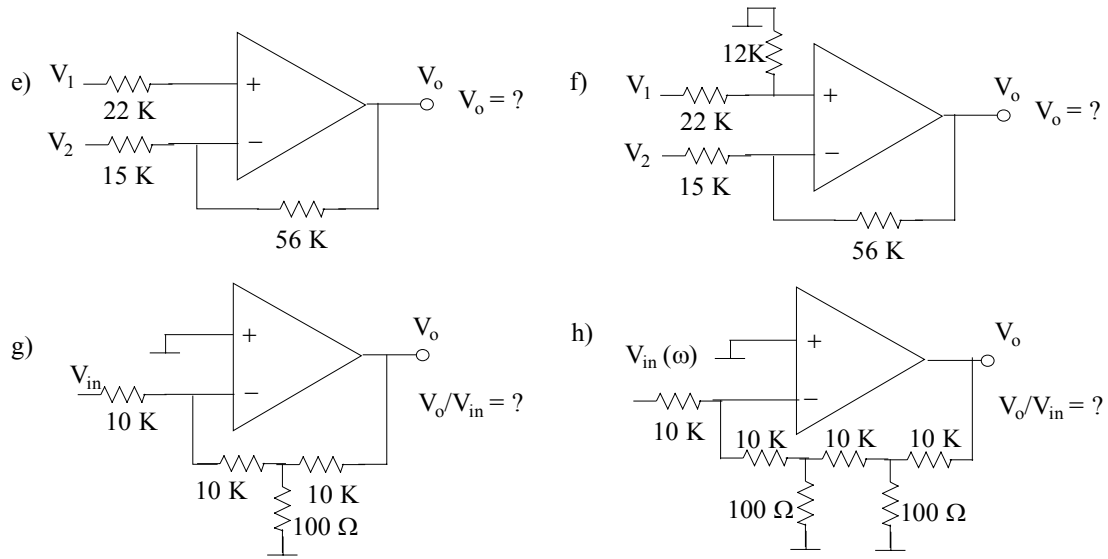 e)
V₁
22 K
V₂
15 K
+
−
56 K
Vₒ
Vₒ = ?
f)
12K
V₁
22 K
V₂
15 K
+
−
56 K
Vₒ
Vₒ = ?
g)
Vᵢₙ
10 K
+
−
10 K
10 K
100 Ω
Vₒ
Vₒ/Vᵢₙ = ?
h)
Vᵢₙ (ω)
10 K
+
−
10 K
10 K
10 K
100 Ω
100 Ω
Vₒ
Vₒ/Vᵢₙ = ?